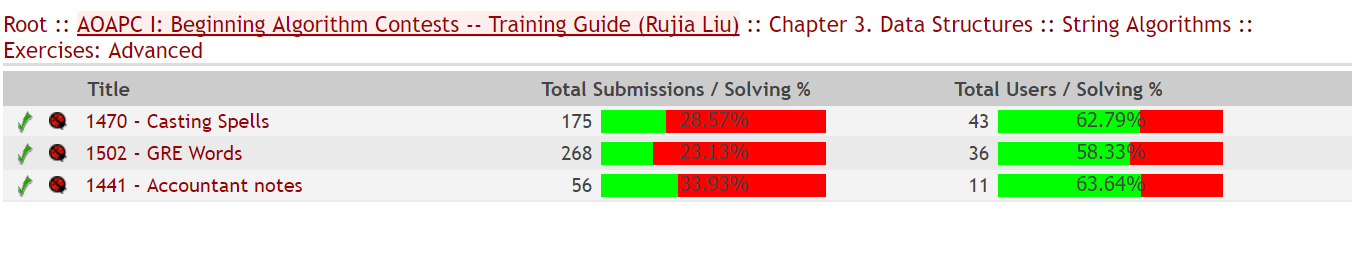 Root :: AOAPC I: Beginning Algorithm Contests -- Training Guide (Rujia Liu) :: Chapter 3. Data Structures :: String Algorithms ::
Exercises: Advanced
Title Total Submissions / Solving % Total Users / Solving %
1470 - Casting Spells 175 28.57% 43 62.79%
1502 - GRE Words 268 23.13% 36 58.33%
1441 - Accountant notes 56 33.93% 11 63.64%